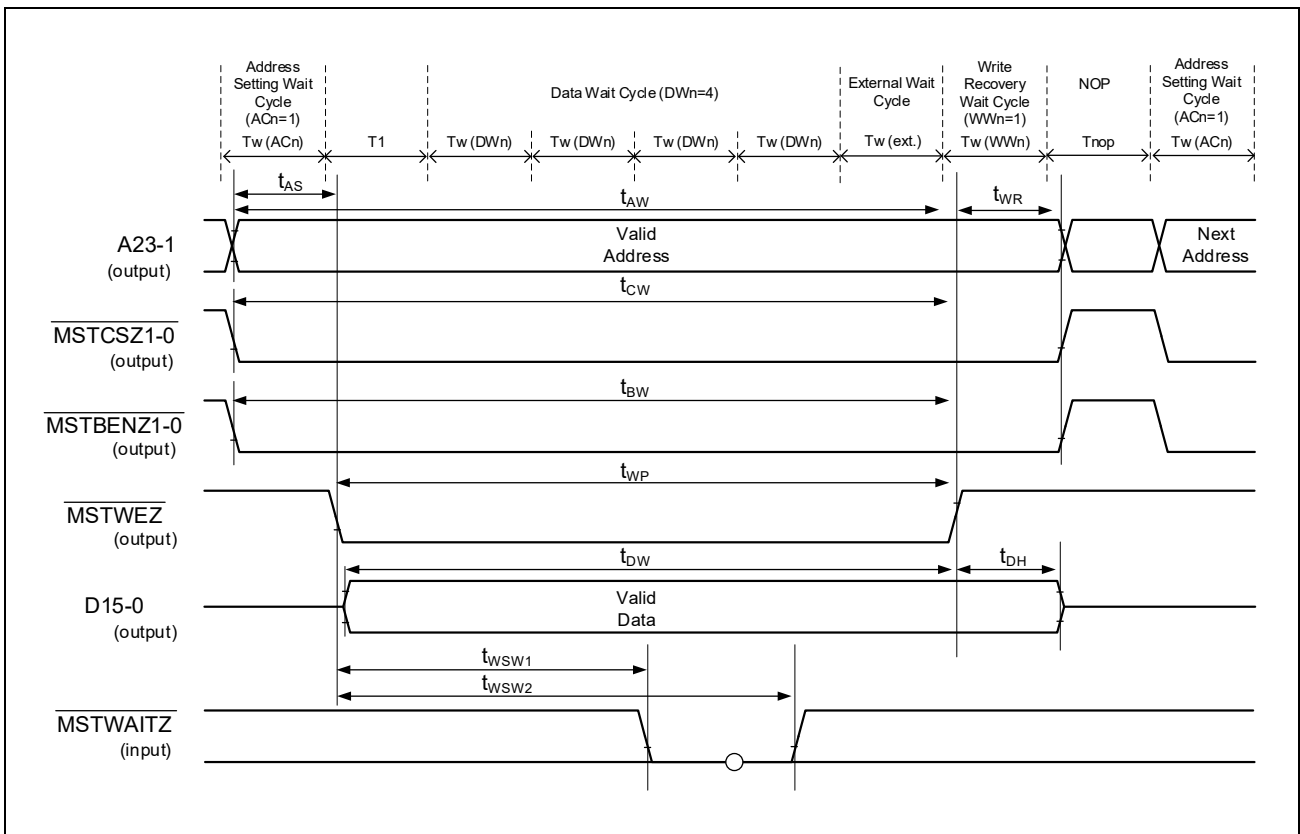 Address
Setting Wait
Cycle
(ACn=1)
Data Wait Cycle (DWn=4)
External Wait
Cycle
Write
Recovery
Wait Cycle
(WWn=1)
NOP
Address
Setting Wait
Cycle
(ACn=1)
Tw (ACn) T1 Tw (DWn) Tw (DWn) Tw (DWn) Tw (DWn) Tw (ext.) Tw (WWn) Tnop Tw (ACn)
tAS
tAW
tWR
A23-1
(output)
Valid
Address
Next
Address
tCW
MSTCSZ1-0
(output)
tBW
MSTBENZ1-0
(output)
tWP
MSTWEZ
(output)
tDW
tDH
D15-0
(output)
Valid
Data
tWSW1
tWSW2
MSTWAITZ
(input)